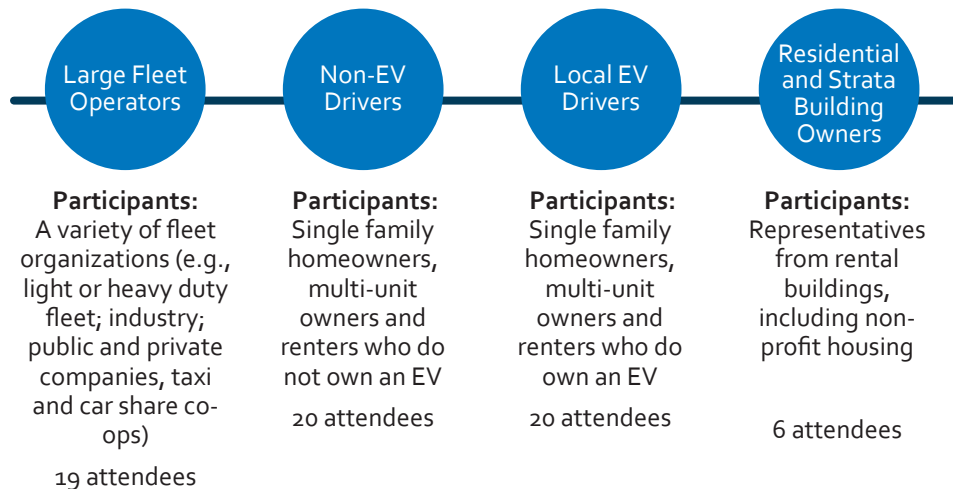 Large Fleet
Operators
Participants:
A variety of fleet
organizations (e.g.,
light or heavy duty
fleet; industry;
public and private
companies, taxi
and car share co-
ops)
19 attendees
Non-EV
Drivers
Participants:
Single family
homeowners,
multi-unit
owners and
renters who do
not own an EV
20 attendees
Local EV
Drivers
Participants:
Single family
homeowners,
multi-unit
owners and
renters who do
own an EV
20 attendees
Residential
and Strata
Building
Owners
Participants:
Representatives
from rental
buildings,
including non-
profit housing
6 attendees